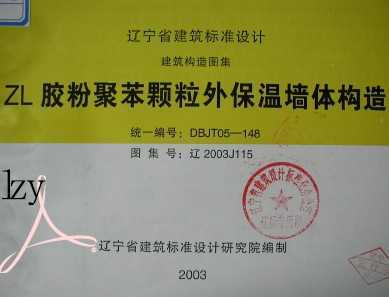 辽宁省建筑标准设计
建筑构造图集
ZL 胶粉聚苯颗粒外保温墙体构造
统一编号：DBJT05—148
图集号：辽 2003J115
lzy
辽宁省建筑标准设计研究院编制
2003